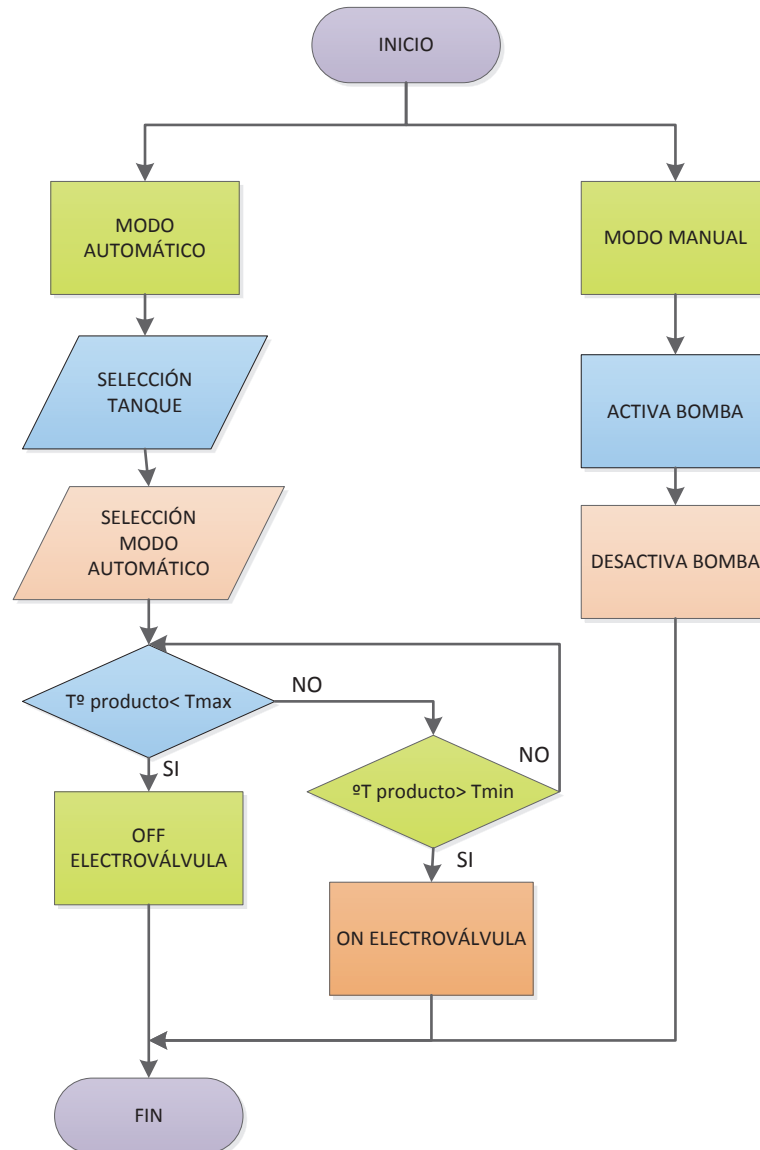 INICIO
MODO
AUTOMÁTICO
MODO MANUAL
SELECCIÓN
TANQUE
ACTIVA BOMBA
SELECCIÓN
MODO
AUTOMÁTICO
DESACTIVA BOMBA
Tº producto< Tmax
NO
SI
ºT producto> Tmin
NO
SI
OFF
ELECTROVÁLVULA
ON ELECTROVÁLVULA
FIN